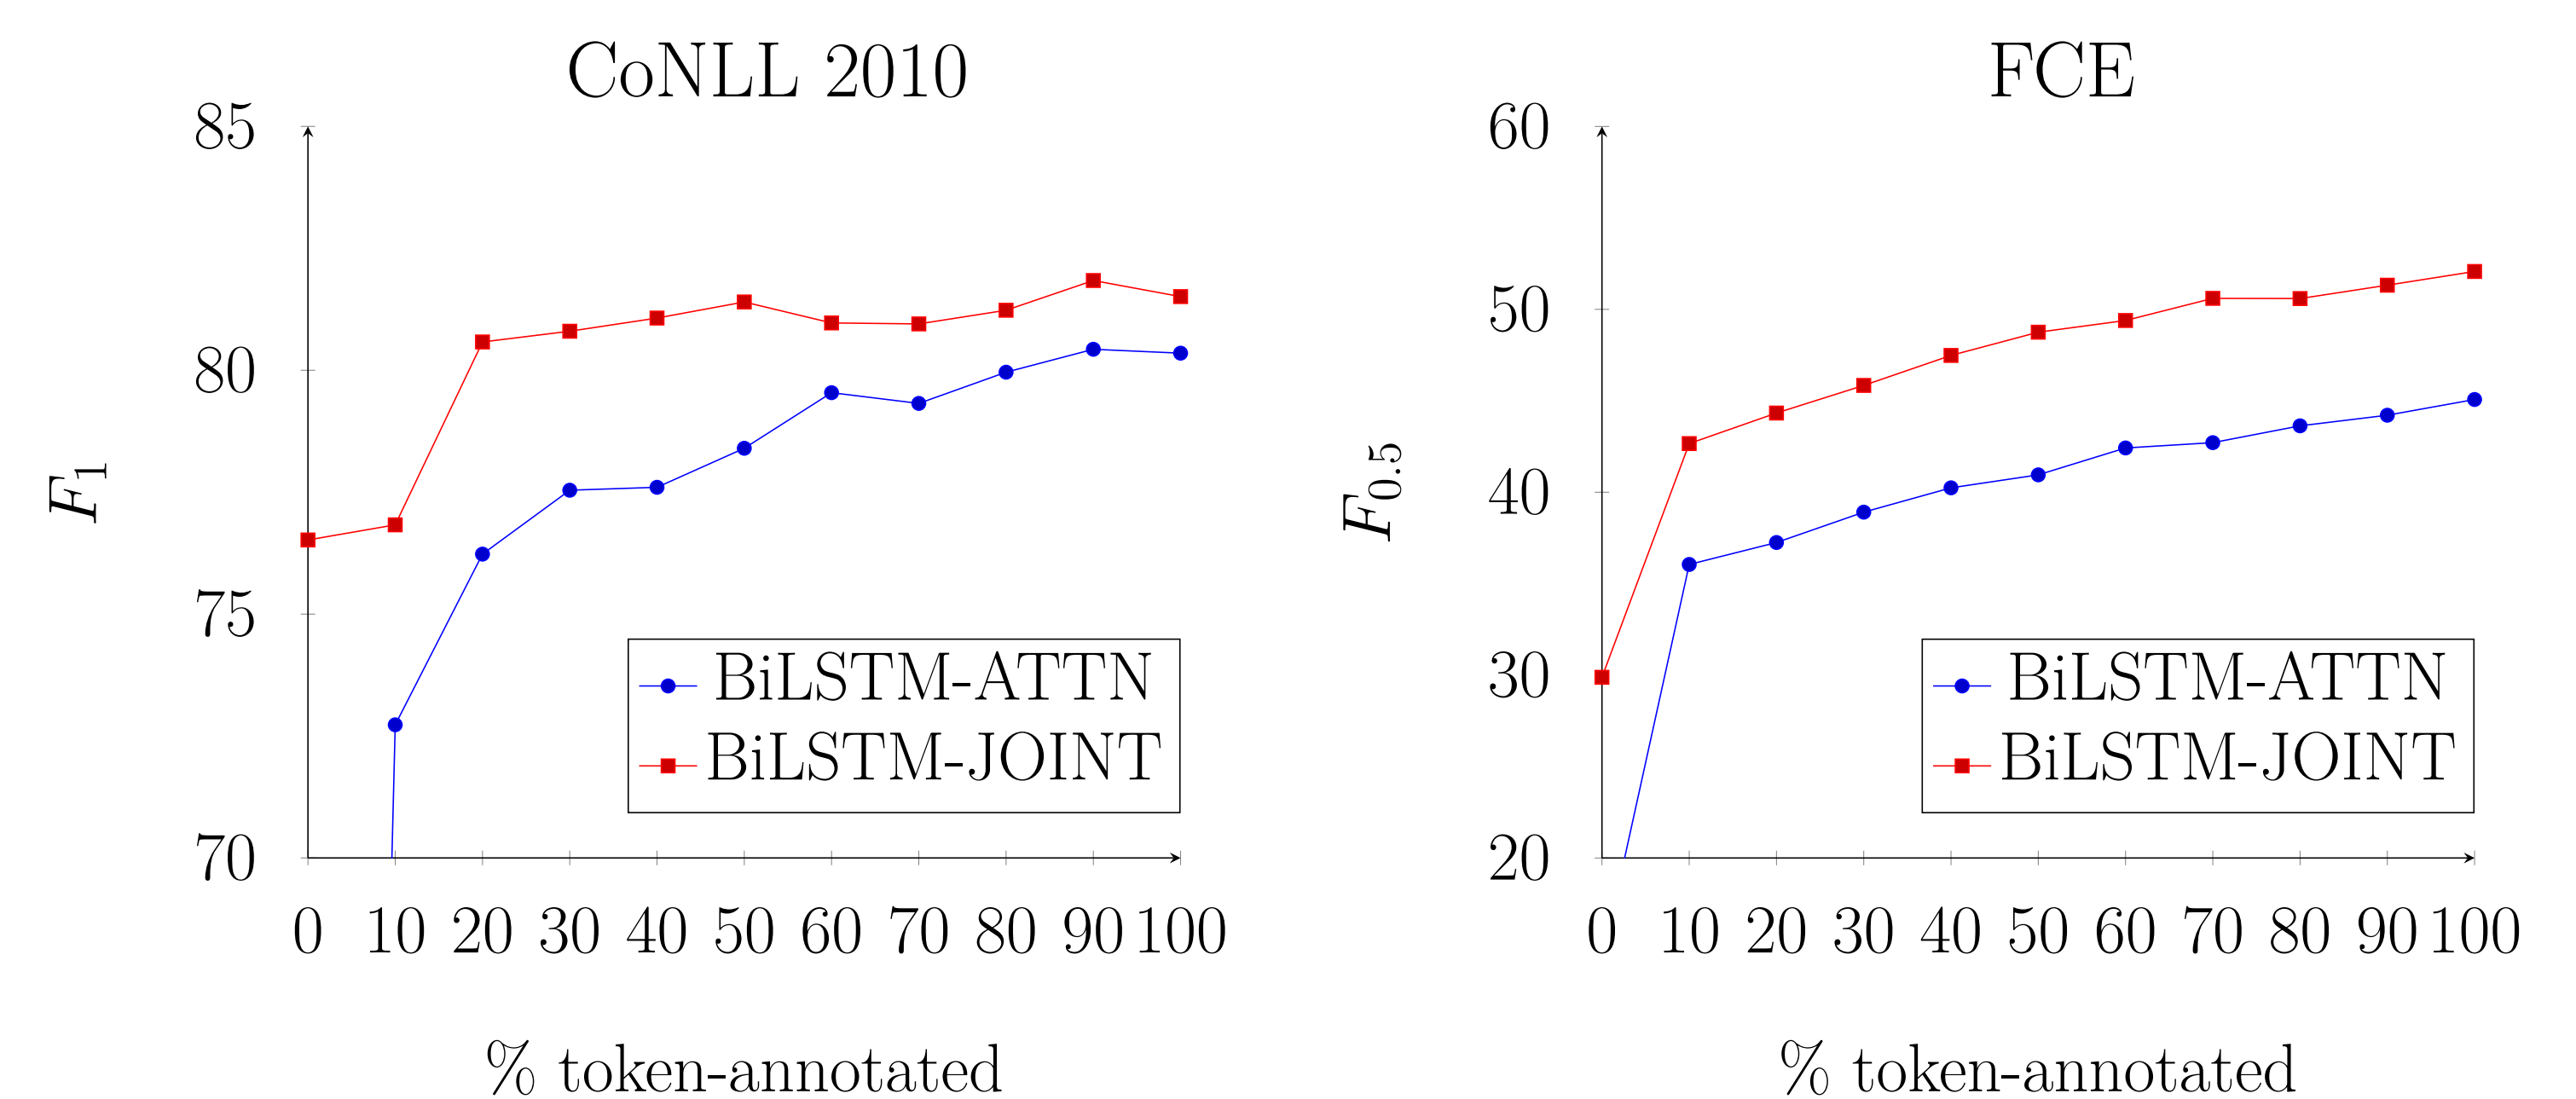 CoNLL 2010
85
80
75
70
F1
0 10 20 30 40 50 60 70 80 90 100
% token-annotated
BiLSTM-ATTN
BiLSTM-JOINT
FCE
60
50
40
30
20
F0.5
0 10 20 30 40 50 60 70 80 90 100
% token-annotated
BiLSTM-ATTN
BiLSTM-JOINT